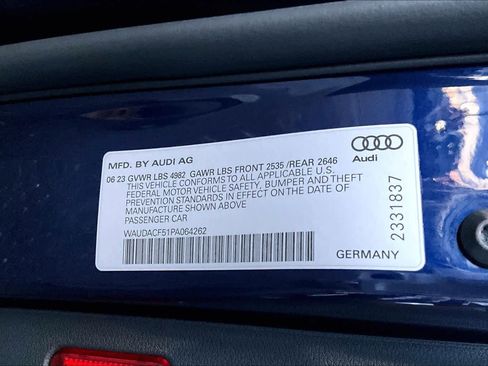 MFD. BY AUDI AG
06 23 GVWR LBS 4982 GAWR LBS FRONT 2535 /REAR 2646
THIS VEHICLE CONFORMS TO ALL APPLICABLE U.S.
FEDERAL MOTOR VEHICLE SAFETY, BUMPER AND THEFT
PREVENTION STANDARDS IN EFFECT ON THE DATE OF
MANUFACTURE SHOWN ABOVE
PASSENGER CAR
WAUDACF51PA064262
Audi
2331837
GERMANY